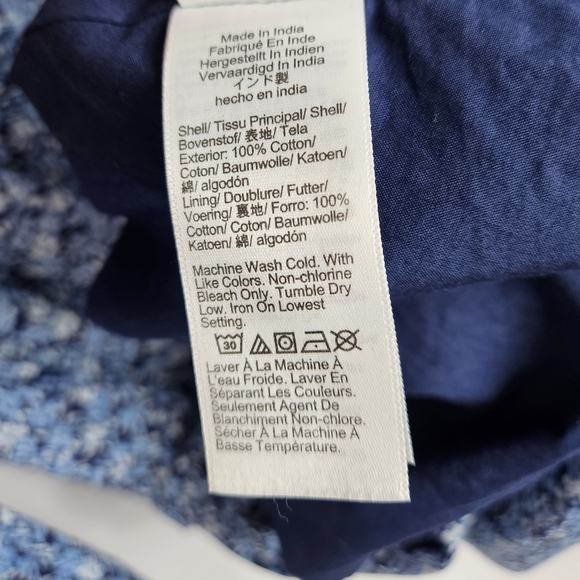 Made In India
Fabriqué En Inde
Hergestellt In Indien
Vervaardigd In India
インド製
hecho en india
Shell/ Tissu Principal/ Shell/
Bovenstof/ 表地/ Tela
Exterior: 100% Cotton/
Coton/ Baumwolle/ Katoen/
綿/ algodón
Lining/ Doublure/ Futter/
Voering/ 裏地/ Forro: 100%
Cotton/ Coton/ Baumwolle/
Katoen/ 綿/ algodón
Machine Wash Cold. With
Like Colors. Non-chlorine
Bleach Only. Tumble Dry
Low. Iron On Lowest
Setting.
30
Laver À La Machine À
L'eau Froide. Laver En
Séparant Les Couleurs.
Seulement Agent De
Blanchiment Non-chlore.
Sécher À La Machine À
Basse Température.